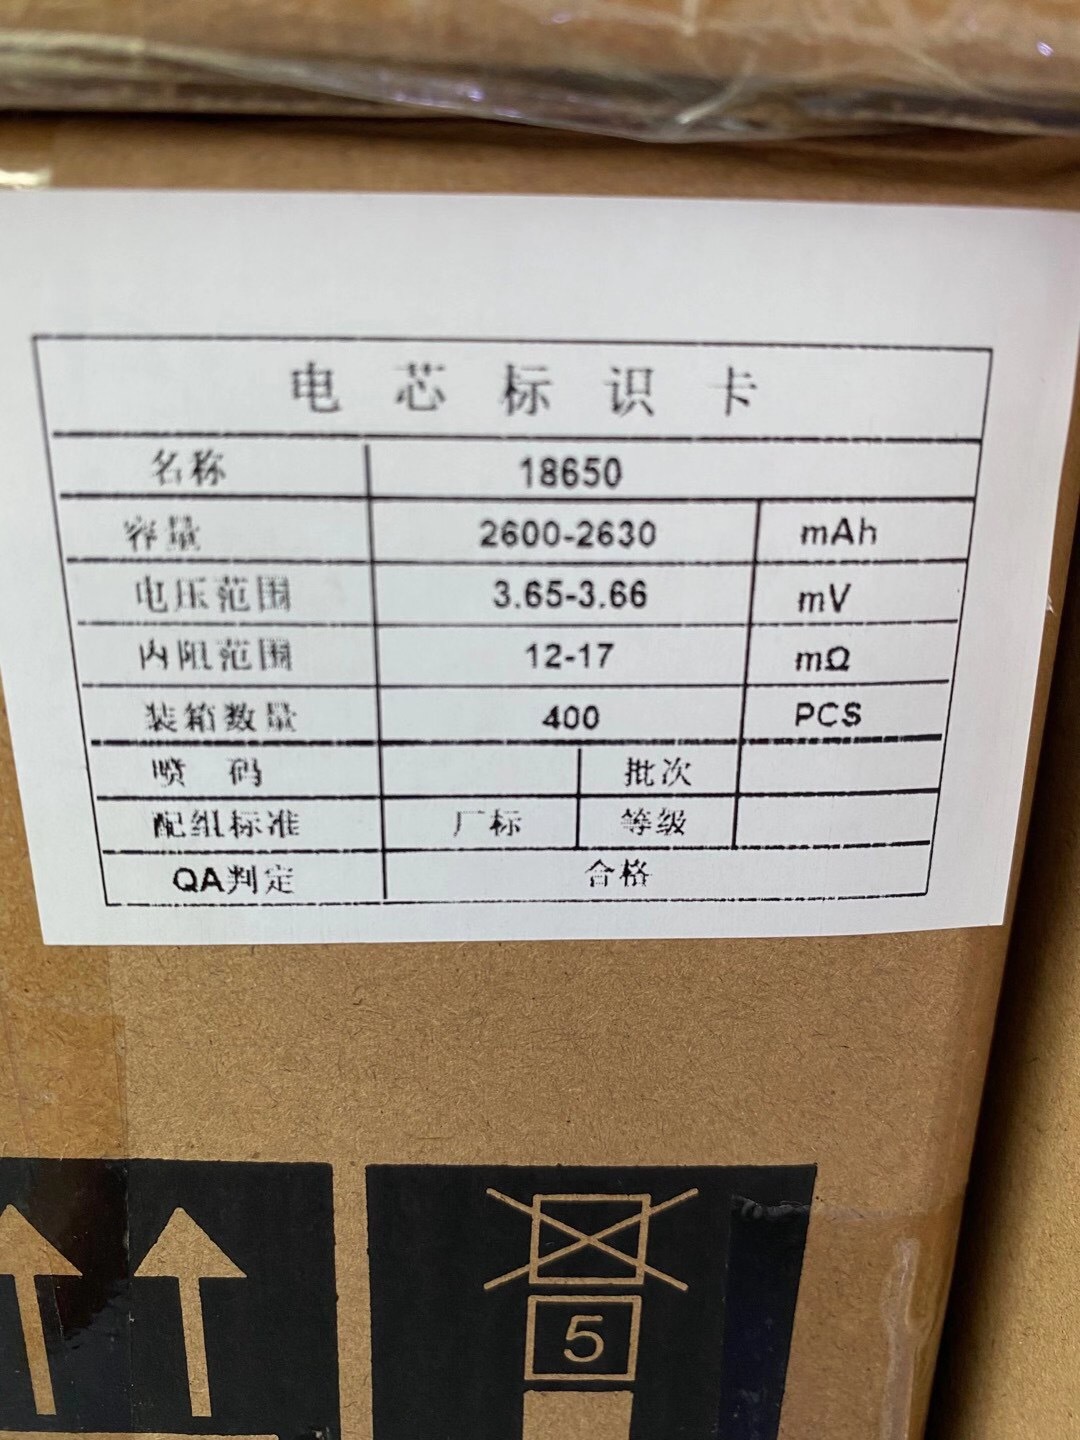 电芯标识卡
名称 18650
容量 2600-2630 mAh
电压范围 3.65-3.66 mV
内阻范围 12-17 mΩ
装箱数量 400 PCS
喷码 批次
配组标准 厂标 等级
QA判定 合格
5